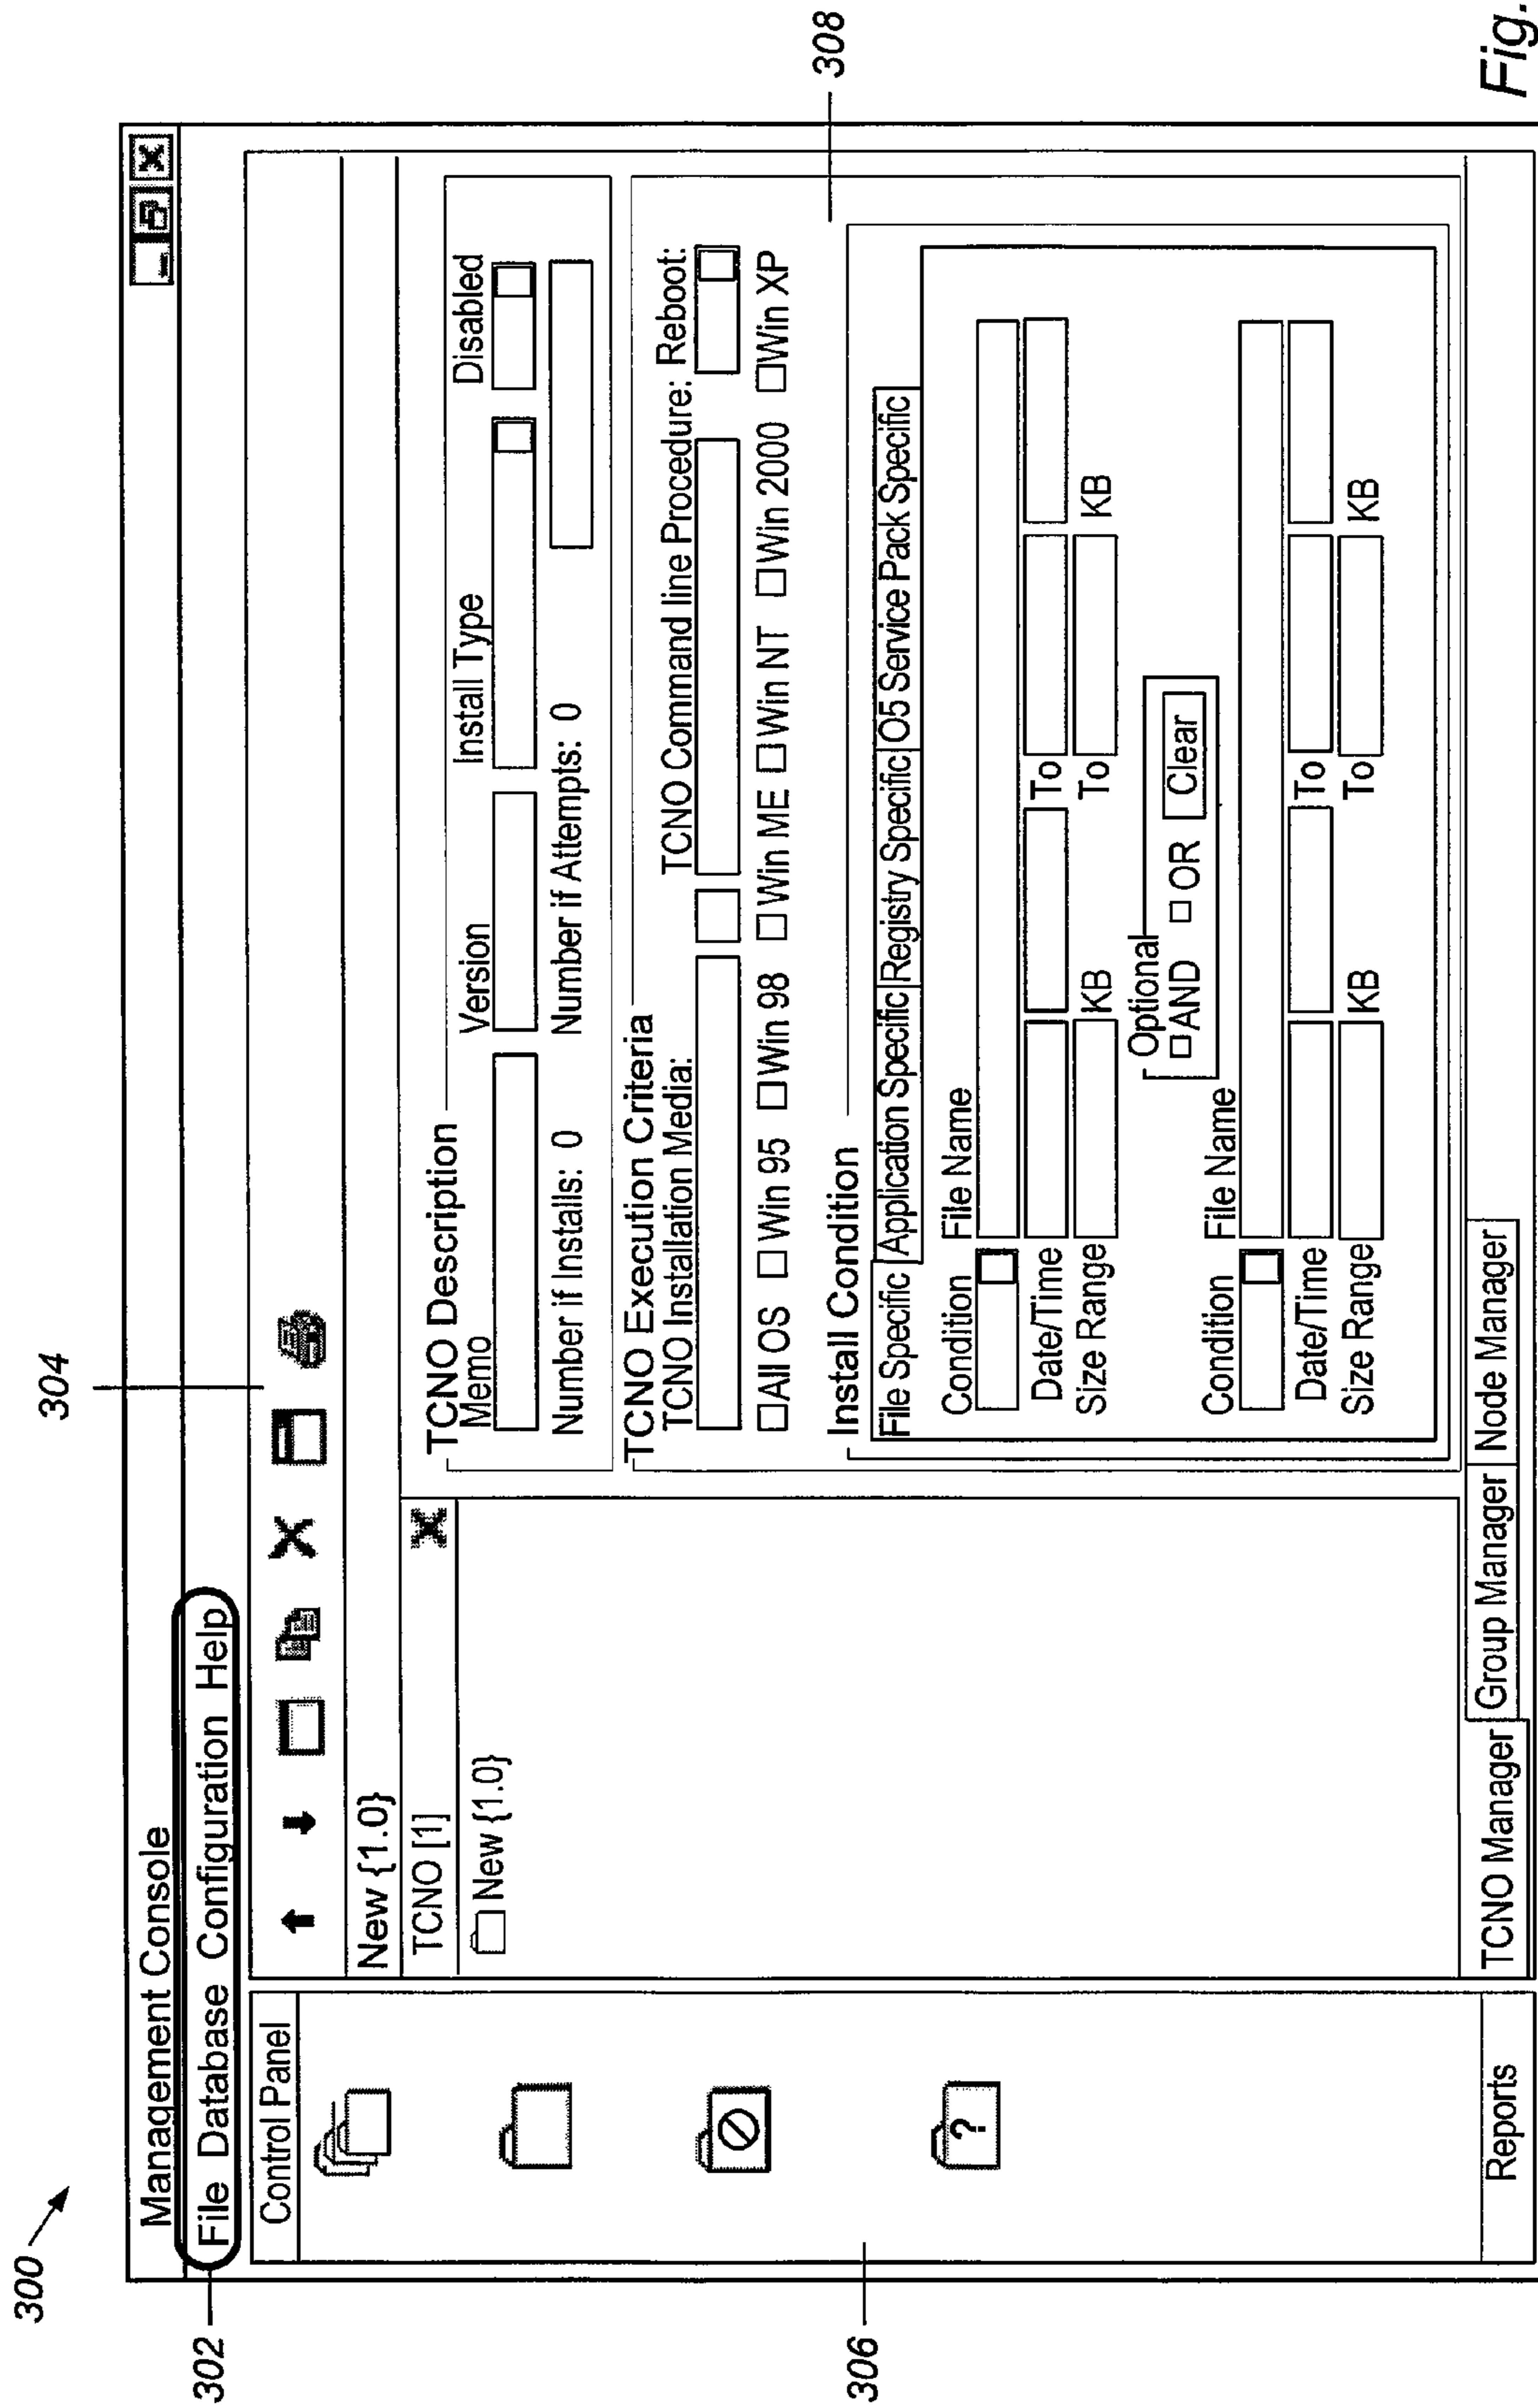 300
304
Management Console
302
File Database Configuration Help
Control Panel
New {1.0}
TCNO [1]
New {1.0}
TCNO Description
Memo Version Install Type Disabled
Number if Installs: 0 Number if Attempts: 0
TCNO Execution Criteria
TCNO Installation Media: TCNO Command line Procedure: Reboot:
All OS Win 95 Win 98 Win ME Win NT Win 2000 Win XP
308
306
Install Condition
File Specific Application Specific Registry Specific O5 Service Pack Specific
Condition File Name
Date/Time To
Size Range KB To KB
Optional
AND OR Clear
Condition File Name
Date/Time To
Size Range KB To KB
?
Reports
TCNO Manager Group Manager Node Manager
Fig.